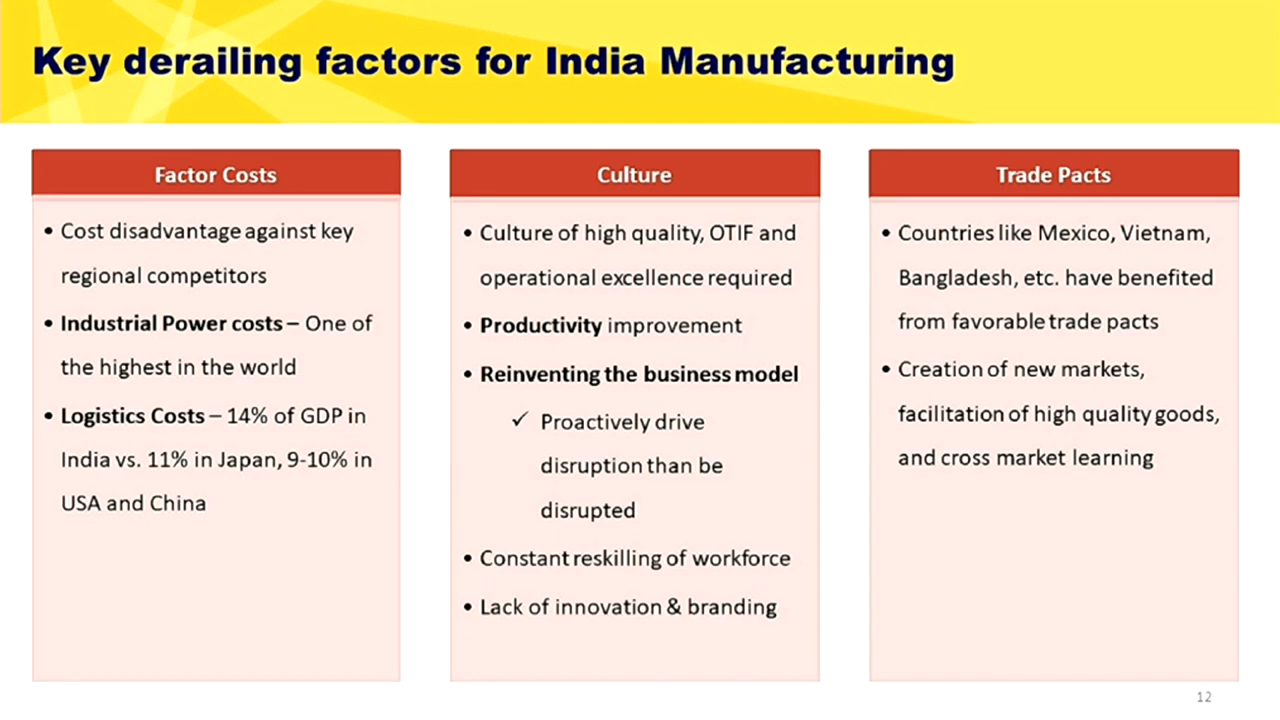 Key derailing factors for India Manufacturing
Factor Costs
• Cost disadvantage against key
regional competitors
• Industrial Power costs – One of
the highest in the world
• Logistics Costs – 14% of GDP in
India vs. 11% in Japan, 9-10% in
USA and China
Culture
• Culture of high quality, OTIF and
operational excellence required
• Productivity improvement
• Reinventing the business model
✓ Proactively drive
disruption than be
disrupted
• Constant reskilling of workforce
• Lack of innovation & branding
Trade Pacts
• Countries like Mexico, Vietnam,
Bangladesh, etc. have benefited
from favorable trade pacts
• Creation of new markets,
facilitation of high quality goods,
and cross market learning
12